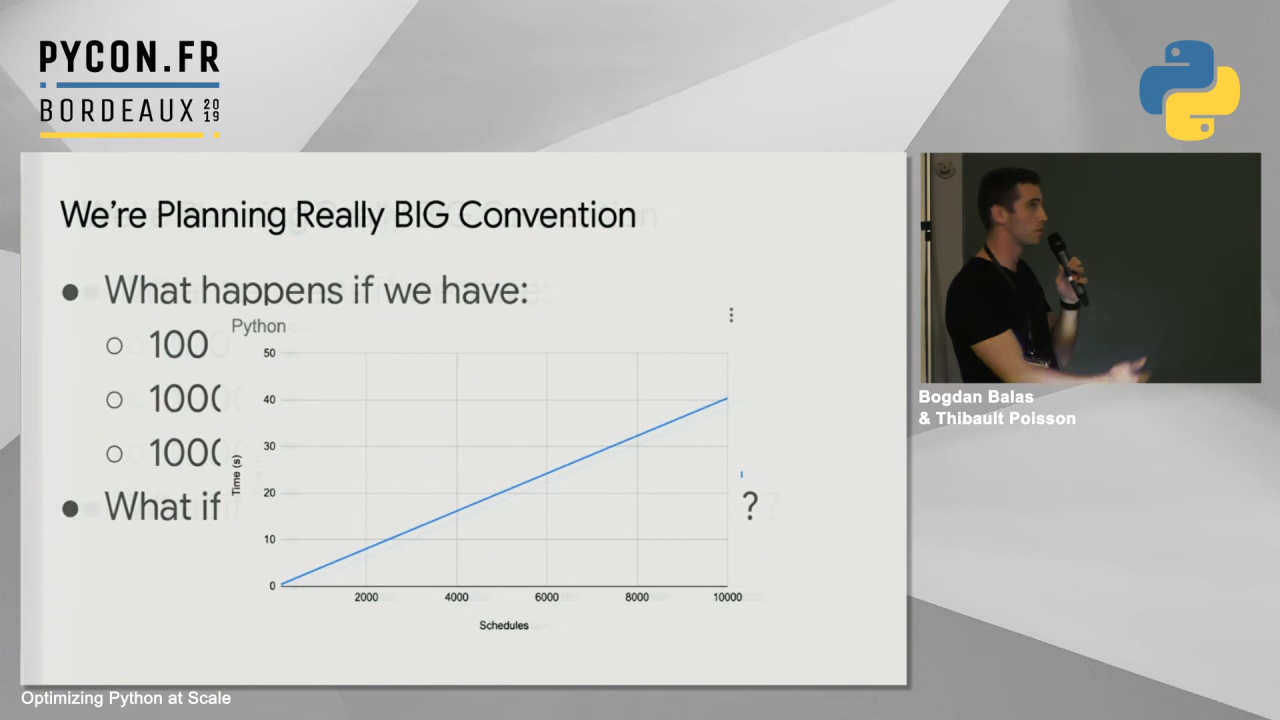 PYCON.FR
BORDEAUX 2019
We're Planning Really BIG Convention
What happens if we have:
100
100
100
What if
?
Python
50
40
30
20
10
0
Time (s)
2000
4000
6000
8000
10000
Schedules
Bogdan Balas
& Thibault Poisson
Optimizing Python at Scale